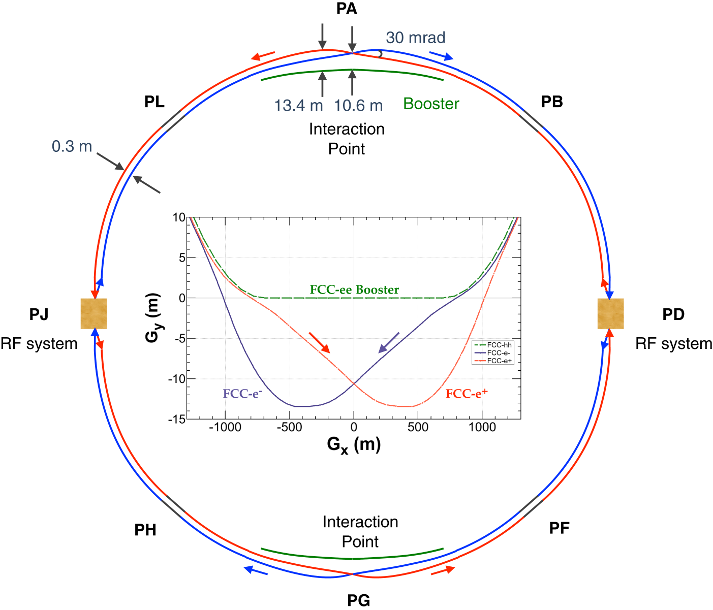 PA
30 mrad
13.4 m
10.6 m
Booster
Interaction
Point
PL
PB
0.3 m
10
5
0
-5
-10
-15
Gy (m)
FCC-ee Booster
FCC-hh
FCC-e-
FCC-e+
FCC-e-
FCC-e+
-1000
-500
0
500
1000
Gx (m)
PJ
RF system
PD
RF system
PH
PF
Interaction
Point
PG